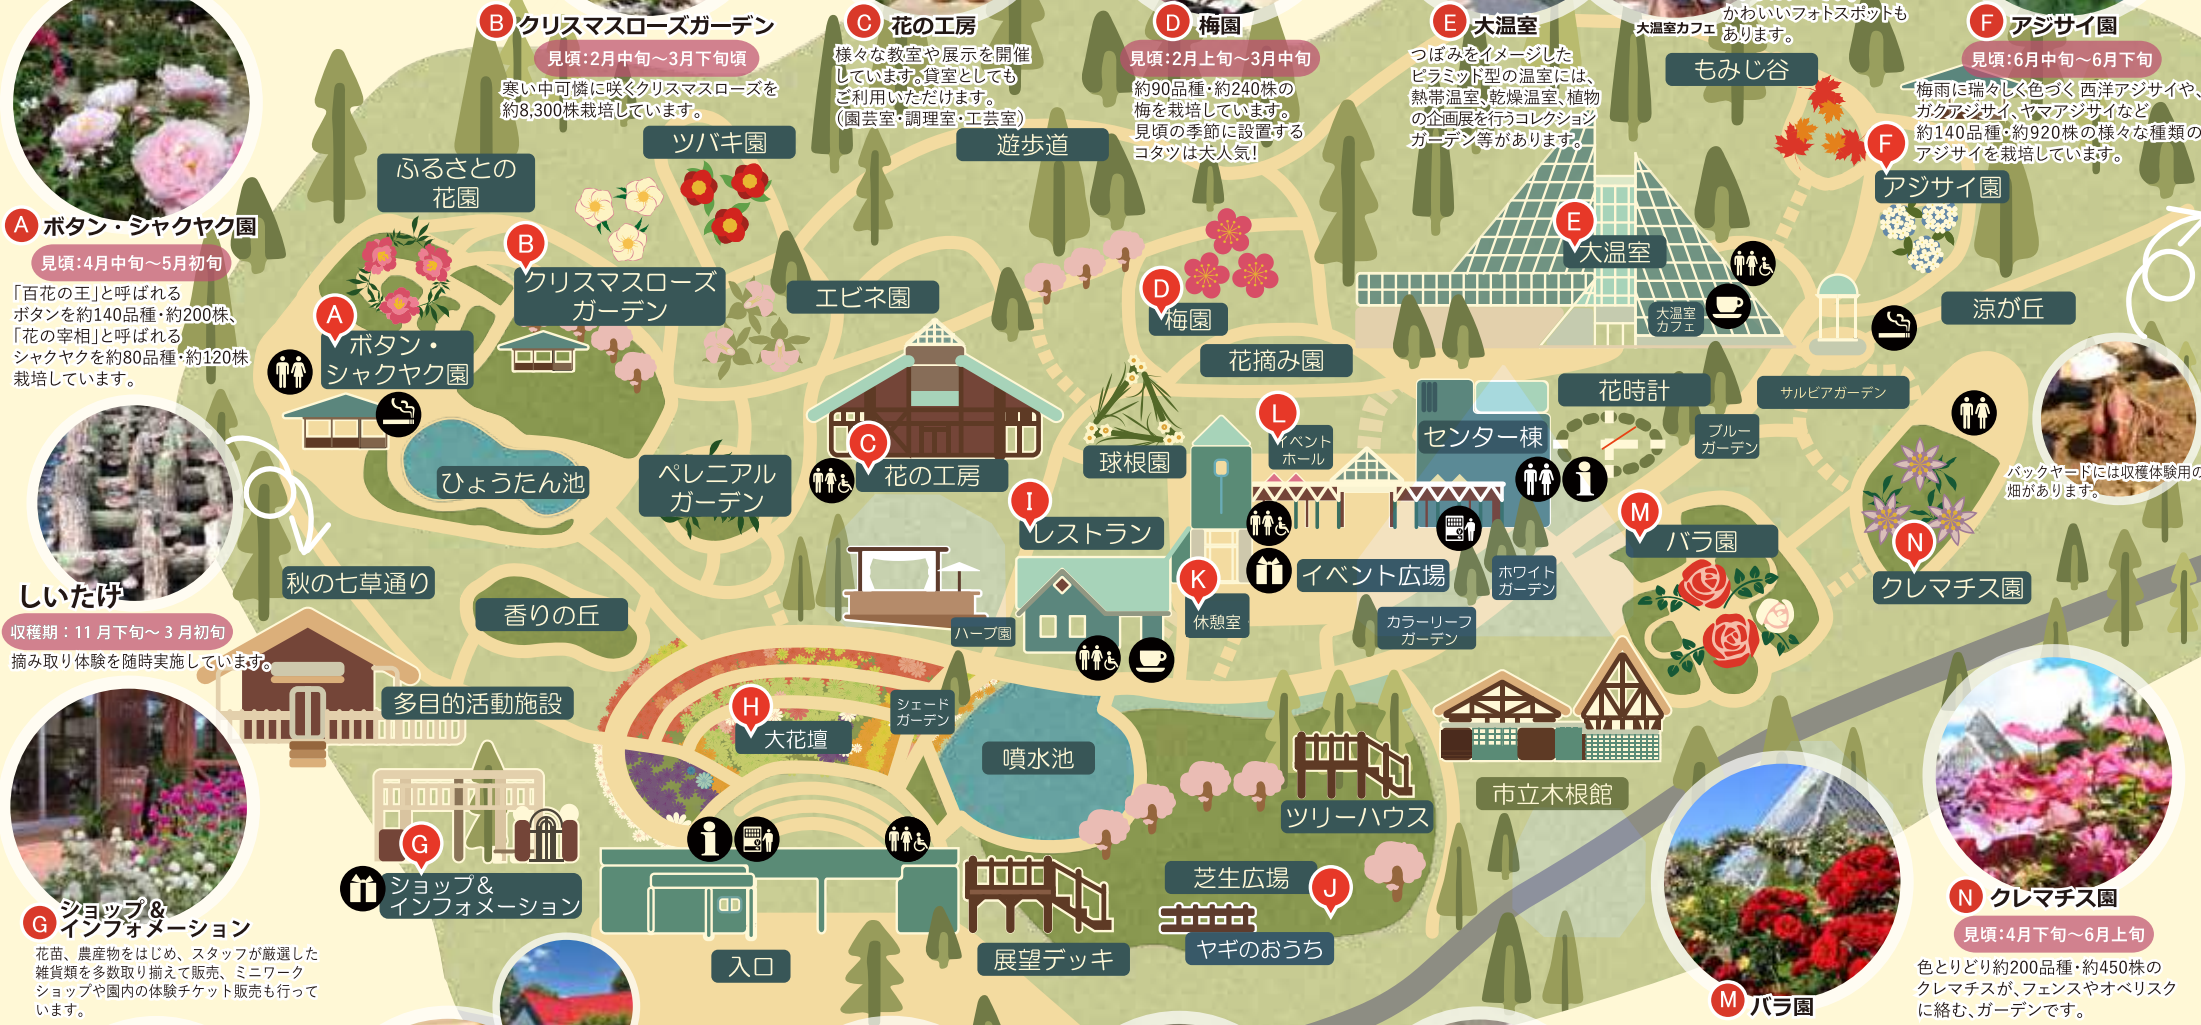 B クリスマスローズガーデン
見頃:2月中旬〜3月下旬頃
寒い中可憐に咲くクリスマスローズを
約8,300株栽培しています。
C 花の工房
様々な教室や展示を開催
しています。貸室としても
ご利用いただけます。
(園芸室・調理室・工芸室)
D 梅園
見頃:2月上旬〜3月中旬
約90品種・約240株の
梅を栽培しています。
見頃の季節に設置する
コタツは大人気!
E 大温室
つぼみをイメージした
ピラミッド型の温室には、
熱帯温室、乾燥温室、植物
の企画展を行うコレクション
ガーデン等があります。
大温室カフェ
かわいいフォトスポットも
あります。
F アジサイ園
見頃:6月中旬〜6月下旬
梅雨に瑞々しく色づく 西洋アジサイや、
ガクアジサイ、ヤマアジサイなど
約140品種・約920株の様々な種類の
アジサイを栽培しています。
A ボタン・シャクヤク園
見頃:4月中旬〜5月初旬
「百花の王」と呼ばれる
ボタンを約140品種・約200株、
「花の宰相」と呼ばれる
シャクヤクを約80品種・約120株
栽培しています。
しいたけ
収穫期:11月下旬〜3月初旬
摘み取り体験を随時実施しています。
G ショップ&
インフォメーション
花苗、農産物をはじめ、スタッフが厳選した
雑貨類を多数取り揃えて販売、ミニワーク
ショップや園内の体験チケット販売も行って
います。
ふるさとの
花園
ツバキ園
遊歩道
もみじ谷
F
アジサイ園
B
クリスマスローズ
ガーデン
エビネ園
D
梅園
E
大温室
大温室
カフェ
涼が丘
A
ボタン・
シャクヤク園
花摘み園
花時計
サルビアガーデン
ブルー
ガーデン
ひょうたん池
ペレニアル
ガーデン
C
花の工房
球根園
L
イベント
ホール
センター棟
i
バックヤードには収穫体験用の
畑があります。
I
レストラン
M
バラ園
N
クレマチス園
秋の七草通り
香りの丘
ハーブ園
K
休憩室
イベント広場
ホワイト
ガーデン
カラーリーフ
ガーデン
多目的活動施設
H
大花壇
シェード
ガーデン
噴水池
ツリーハウス
市立木根館
G
ショップ&
インフォメーション
i
入口
展望デッキ
芝生広場
J
ヤギのおうち
M バラ園
N クレマチス園
見頃:4月下旬〜6月上旬
色とりどり約200品種・約450株の
クレマチスが、フェンスやオベリスク
に絡む、ガーデンです。